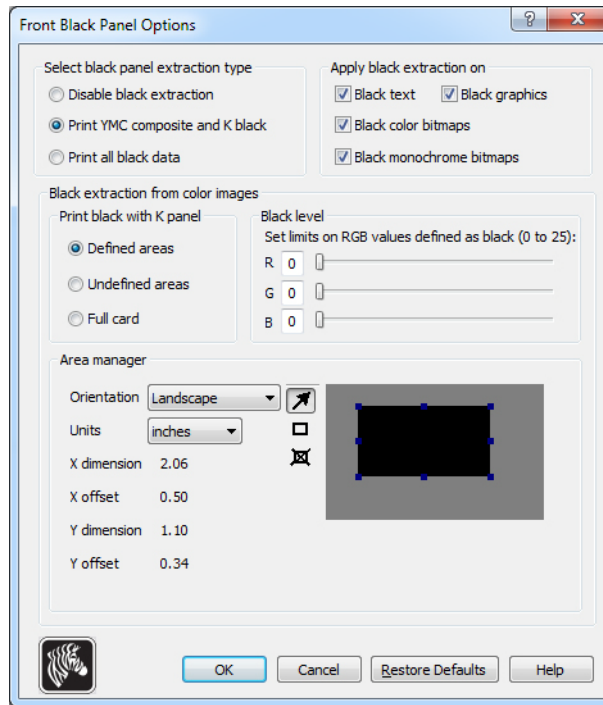 Front Black Panel Options
?
X
Select black panel extraction type
Disable black extraction
Print YMC composite and K black
Print all black data
Apply black extraction on
Black text
Black graphics
Black color bitmaps
Black monochrome bitmaps
Black extraction from color images
Print black with K panel
Defined areas
Undefined areas
Full card
Black level
Set limits on RGB values defined as black (0 to 25):
R 0
G 0
B 0
Area manager
Orientation Landscape
Units inches
X dimension 2.06
X offset 0.50
Y dimension 1.10
Y offset 0.34
OK
Cancel
Restore Defaults
Help